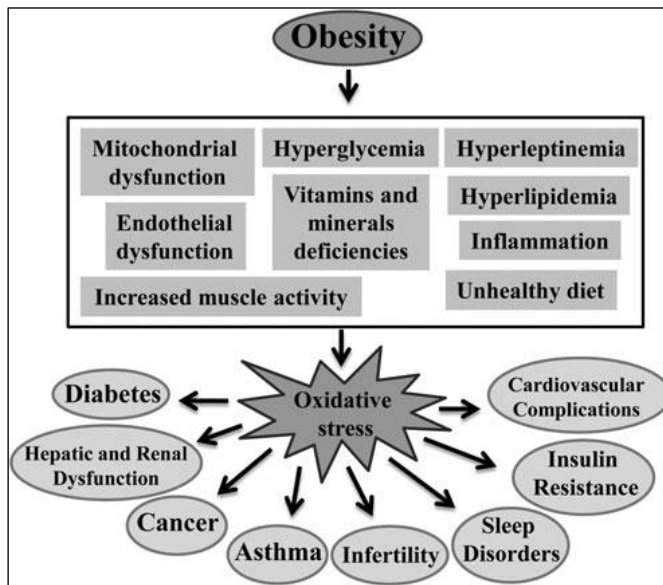 Obesity
Mitochondrial
dysfunction
Hyperglycemia
Hyperleptinemia
Endothelial
dysfunction
Vitamins and
minerals
deficiencies
Hyperlipidemia
Inflammation
Increased muscle activity
Unhealthy diet
Oxidative
stress
Diabetes
Hepatic and Renal
Dysfunction
Cancer
Asthma
Infertility
Sleep
Disorders
Insulin
Resistance
Cardiovascular
Complications